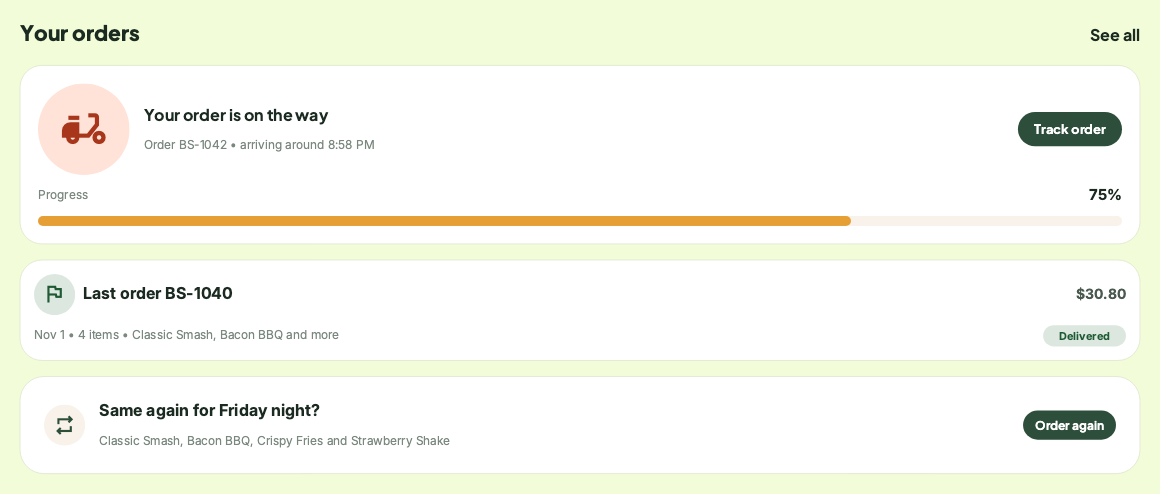 Your orders
See all
Your order is on the way
Order BS-1042 • arriving around 8:58 PM
Track order
Progress
75%
Last order BS-1040
$30.80
Nov 1 • 4 items • Classic Smash, Bacon BBQ and more
Delivered
Same again for Friday night?
Classic Smash, Bacon BBQ, Crispy Fries and Strawberry Shake
Order again